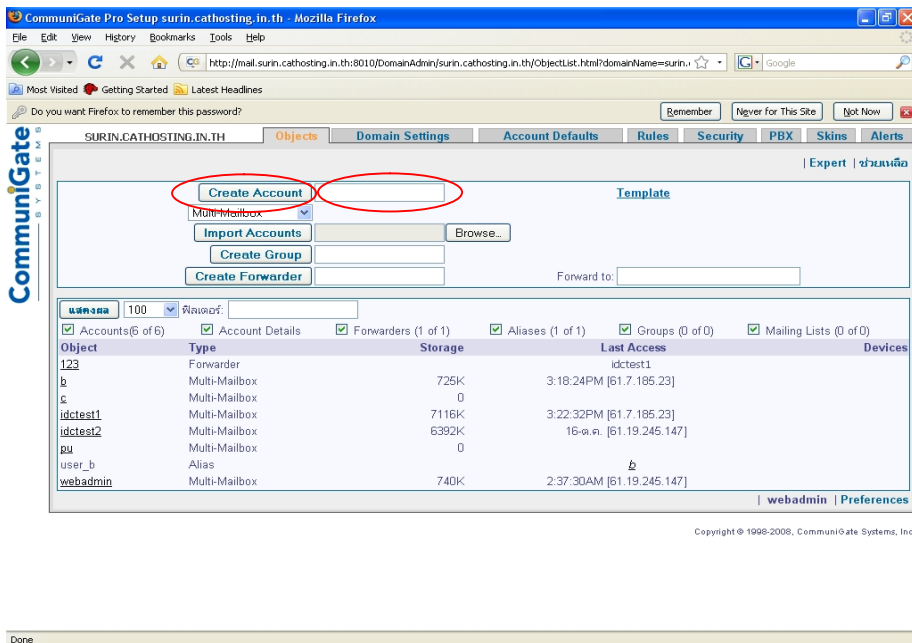 CommuniGate Pro Setup surin.cathosting.in.th - Mozilla Firefox
File Edit View History Bookmarks Tools Help
http://mail.surin.cathosting.in.th:8010/DomainAdmin/surin.cathosting.in.th/ObjectList.html?domainName=surin. Google
Most Visited Getting Started Latest Headlines
Do you want Firefox to remember this password? Remember Never for This Site Not Now
CommuniGate
SYSTEMS
SURIN.CATHOSTING.IN.TH Objects Domain Settings Account Defaults Rules Security PBX Skins Alerts
| Expert | ช่วยเหลือ
Create Account Template
Multi-Mailbox
Import Accounts Browse...
Create Group
Create Forwarder Forward to:
แสดงผล 100 ฟิลเตอร์:
Accounts(6 of 6) Account Details Forwarders (1 of 1) Aliases (1 of 1) Groups (0 of 0) Mailing Lists (0 of 0)
Object Type Storage Last Access Devices
123 Forwarder idctest1
b Multi-Mailbox 725K 3:18:24PM [61.7.185.23]
c Multi-Mailbox 0
idctest1 Multi-Mailbox 7116K 3:22:32PM [61.7.185.23]
idctest2 Multi-Mailbox 6392K 16-ต.ค. [61.19.245.147]
pu Multi-Mailbox 0
user_b Alias b
webadmin Multi-Mailbox 740K 2:37:30AM [61.19.245.147]
| webadmin | Preferences
Copyright © 1998-2008, CommuniGate Systems, Inc
Done